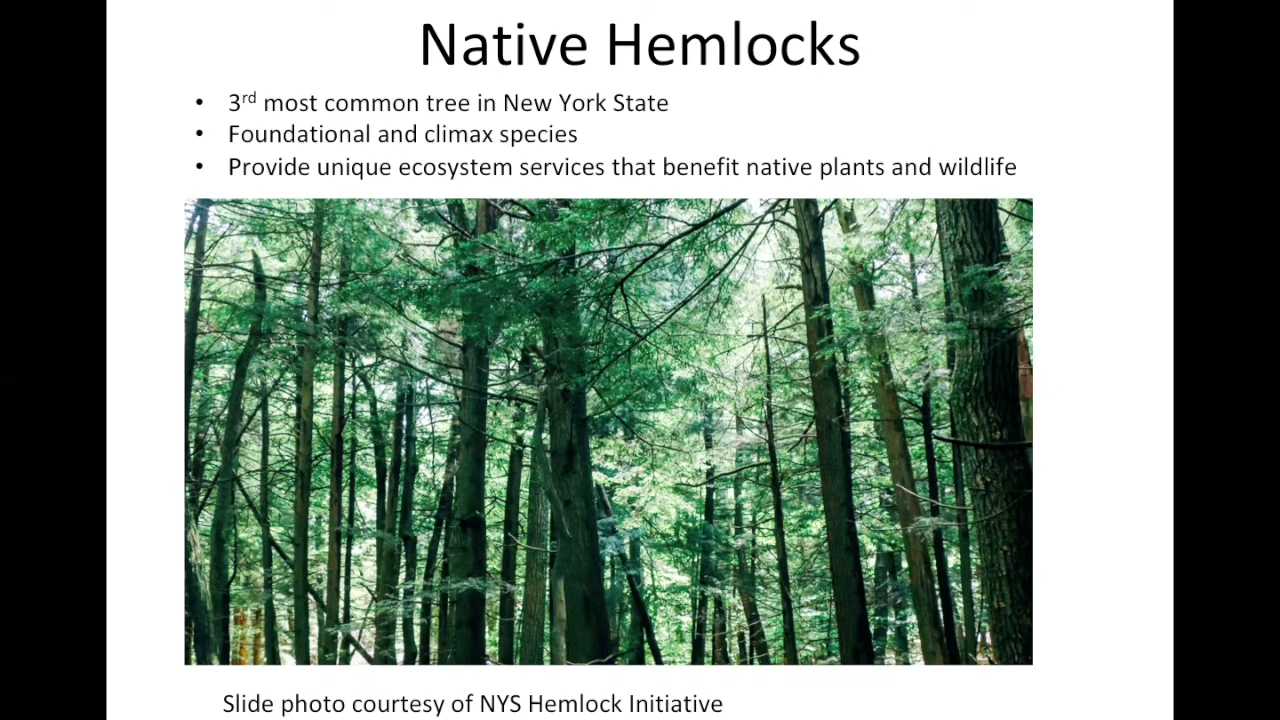 Native Hemlocks
• 3rd most common tree in New York State
• Foundational and climax species
• Provide unique ecosystem services that benefit native plants and wildlife
Slide photo courtesy of NYS Hemlock Initiative